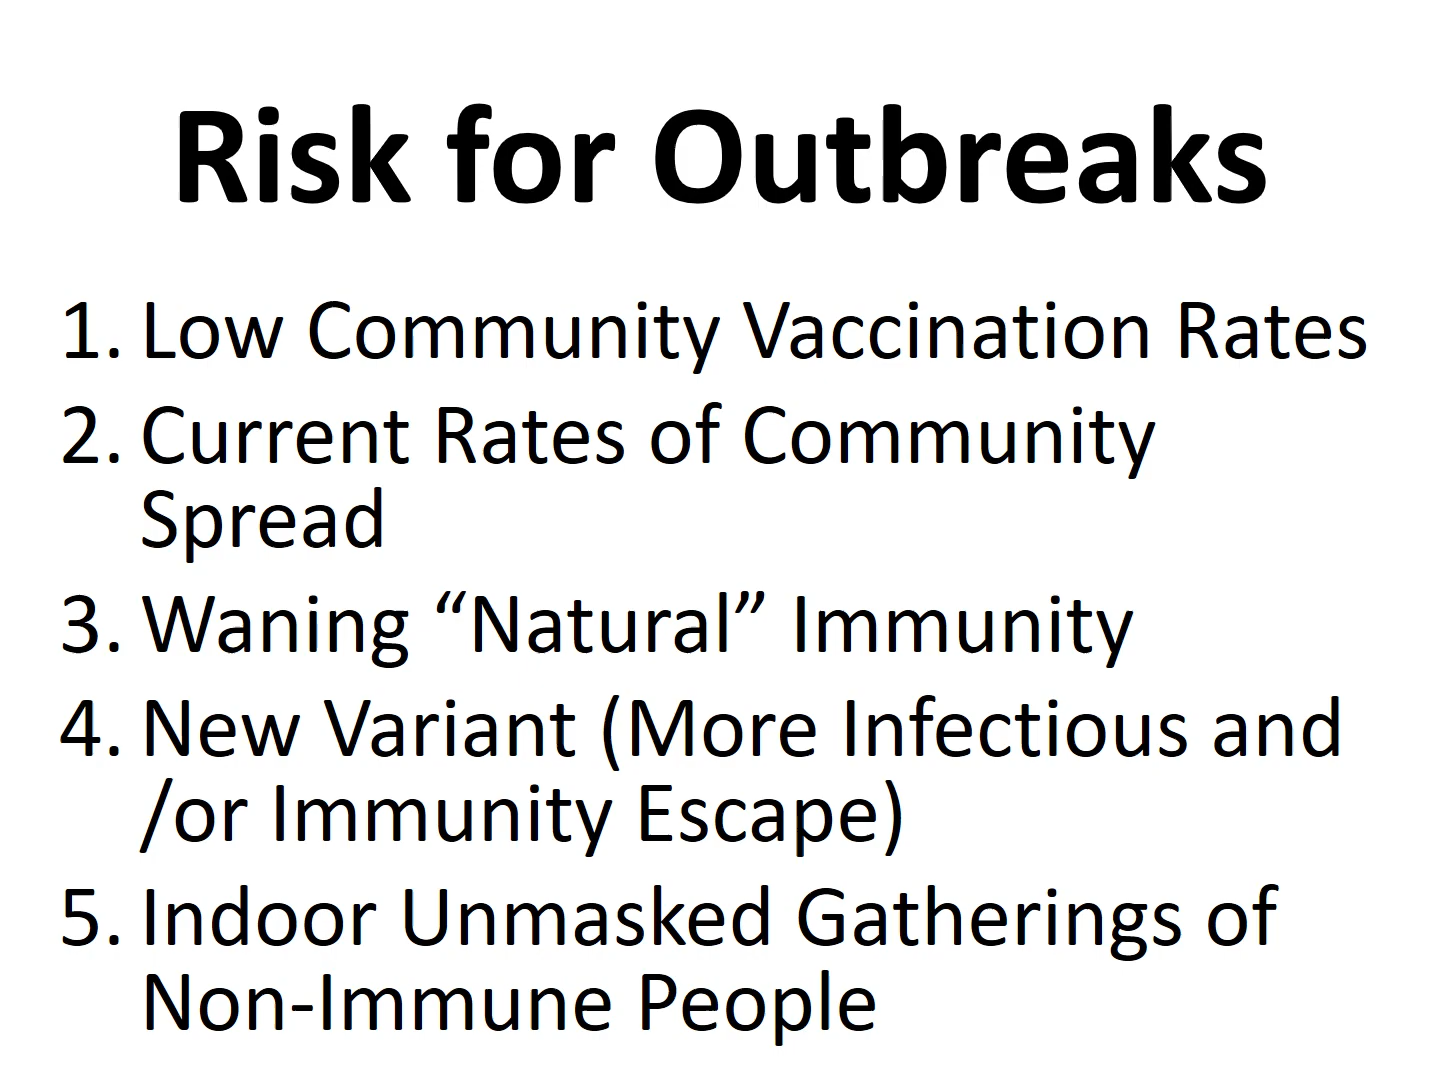 Risk for Outbreaks
1. Low Community Vaccination Rates
2. Current Rates of Community
Spread
3. Waning “Natural” Immunity
4. New Variant (More Infectious and
/or Immunity Escape)
5. Indoor Unmasked Gatherings of
Non-Immune People